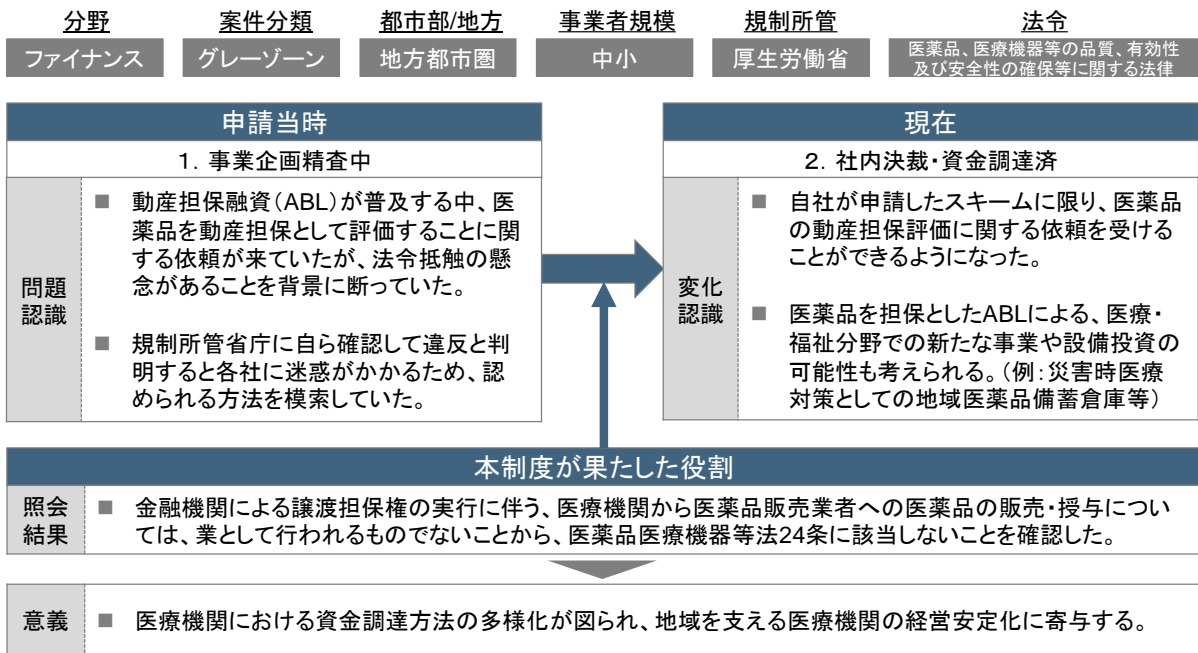 分野 案件分類 都市部/地方 事業者規模 規制所管 法令
ファイナンス グレーゾーン 地方都市圏 中小 厚生労働省 医薬品、医療機器等の品質、有効性
及び安全性の確保等に関する法律
申請当時
1. 事業企画精査中
問題
認識
■ 動産担保融資(ABL)が普及する中、医
薬品を動産担保として評価することに関
する依頼が来ていたが、法令抵触の懸
念があることを背景に断っていた。
■ 規制所管省庁に自ら確認して違反と判
明すると各社に迷惑がかかるため、認
められる方法を模索していた。
現在
2. 社内決裁・資金調達済
変化
認識
■ 自社が申請したスキームに限り、医薬品
の動産担保評価に関する依頼を受ける
ことができるようになった。
■ 医薬品を担保としたABLによる、医療・
福祉分野での新たな事業や設備投資の
可能性も考えられる。(例:災害時医療
対策としての地域医薬品備蓄倉庫等)
本制度が果たした役割
照会
結果
■ 金融機関による譲渡担保権の実行に伴う、医療機関から医薬品販売業者への医薬品の販売・授与につい
ては、業として行われるものでないことから、医薬品医療機器等法24条に該当しないことを確認した。
意義
■ 医療機関における資金調達方法の多様化が図られ、地域を支える医療機関の経営安定化に寄与する。